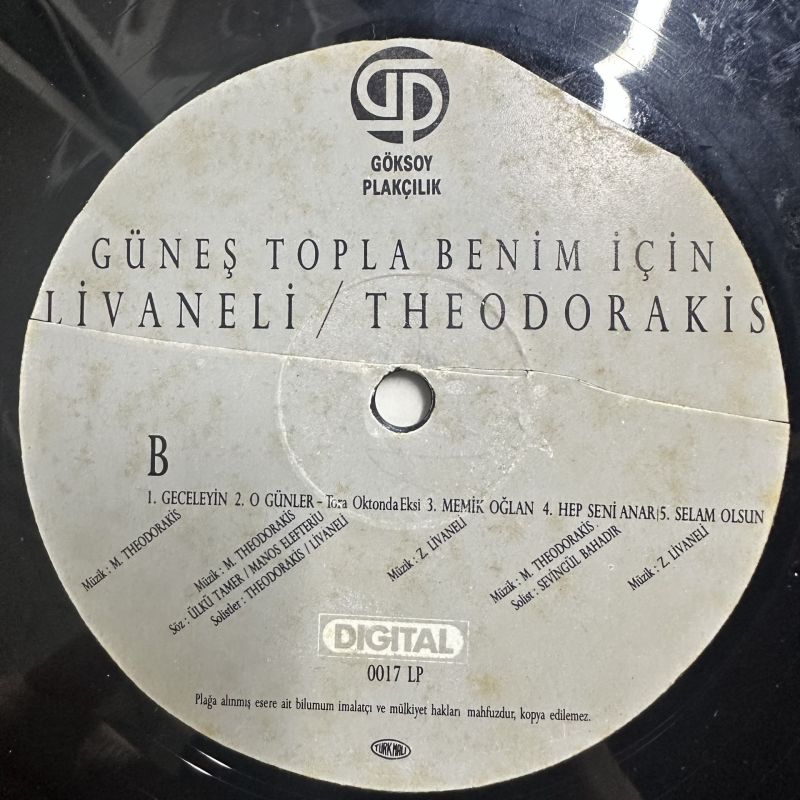 GÖKSOY
PLAKÇILIK
GÜNEŞ TOPLA BENİM İÇİN
LİVANELİ / THEODORAKİS
B
1. GECELEYİN 2. O GÜNLER - Tora Oktonda Eksi 3. MEMİK OĞLAN 4. HEP SENİ ANAR 5. SELAM OLSUN
Müzik : M. THEODORAKİS
Müzik : M. THEODORAKİS
Söz : ÜLKÜ TAMER / MANOS ELEFTERIU
Solistler : THEODORAKİS / LİVANELİ
Müzik : Z. LİVANELİ
Müzik : M. THEODORAKİS
Solist : SEVİNGÜL BAHADIR
Müzik : Z. LİVANELİ
DIGITAL
0017 LP
Plağa alınmış esere ait bilumum imalatçı ve mülkiyet hakları mahfuzdur, kopya edilemez.
TÜRK MALI